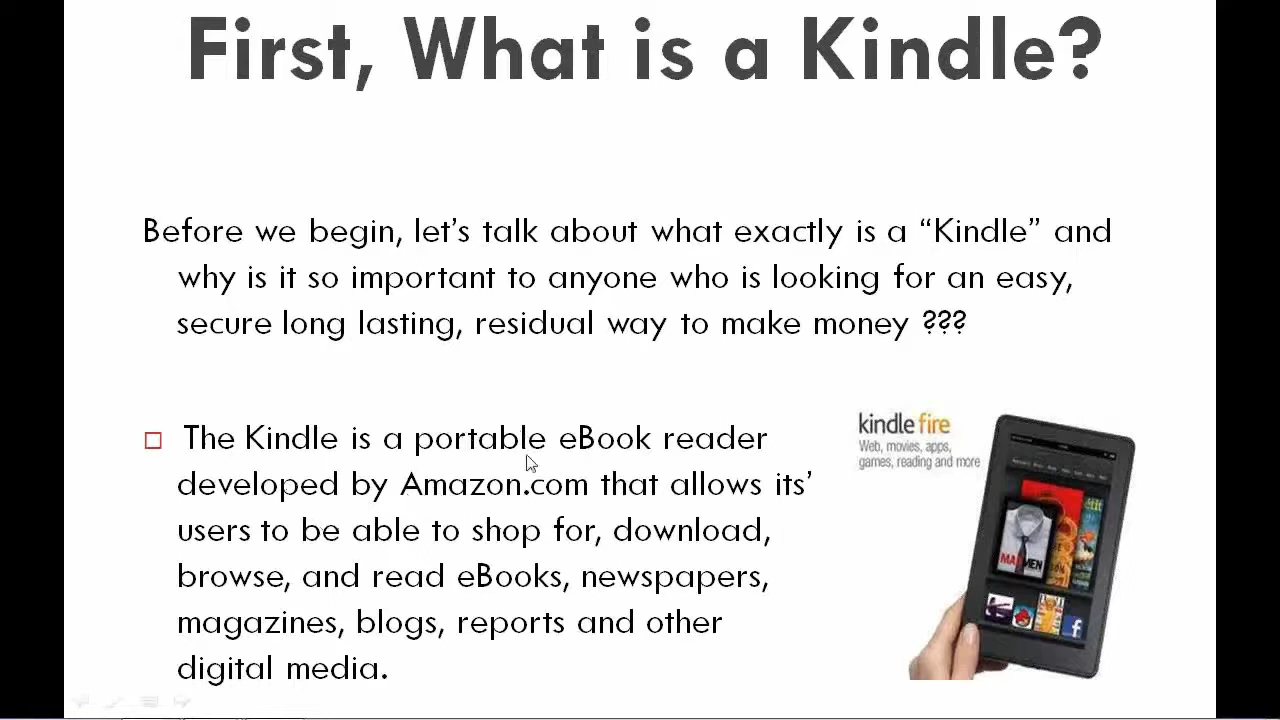 First, What is a Kindle?
Before we begin, let’s talk about what exactly is a “Kindle” and
why is it so important to anyone who is looking for an easy,
secure long lasting, residual way to make money ???
The Kindle is a portable eBook reader
developed by Amazon.com that allows its’
users to be able to shop for, download,
browse, and read eBooks, newspapers,
magazines, blogs, reports and other
digital media.
kindle fire
Web, movies, apps,
games, reading and more
MAD MEN
f